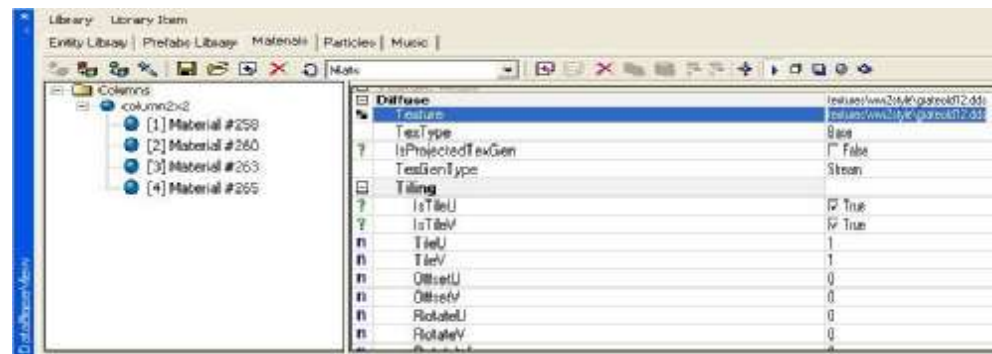 Library Library Item
Entity Library | Prefabs Library Materials | Particles | Music |
Columns
column2x2
[1] Material #258
[2] Material #260
[3] Material #263
[4] Material #265
Diffuse
Texture
TexType Base
IsProjectedTexGen False
TexGenType Stream
Tiling
IsTileU True
IsTileV True
TileU 1
TileV 1
OffsetU 0
OffsetV 0
RotateU 0
RotateV 0
DataBaseView